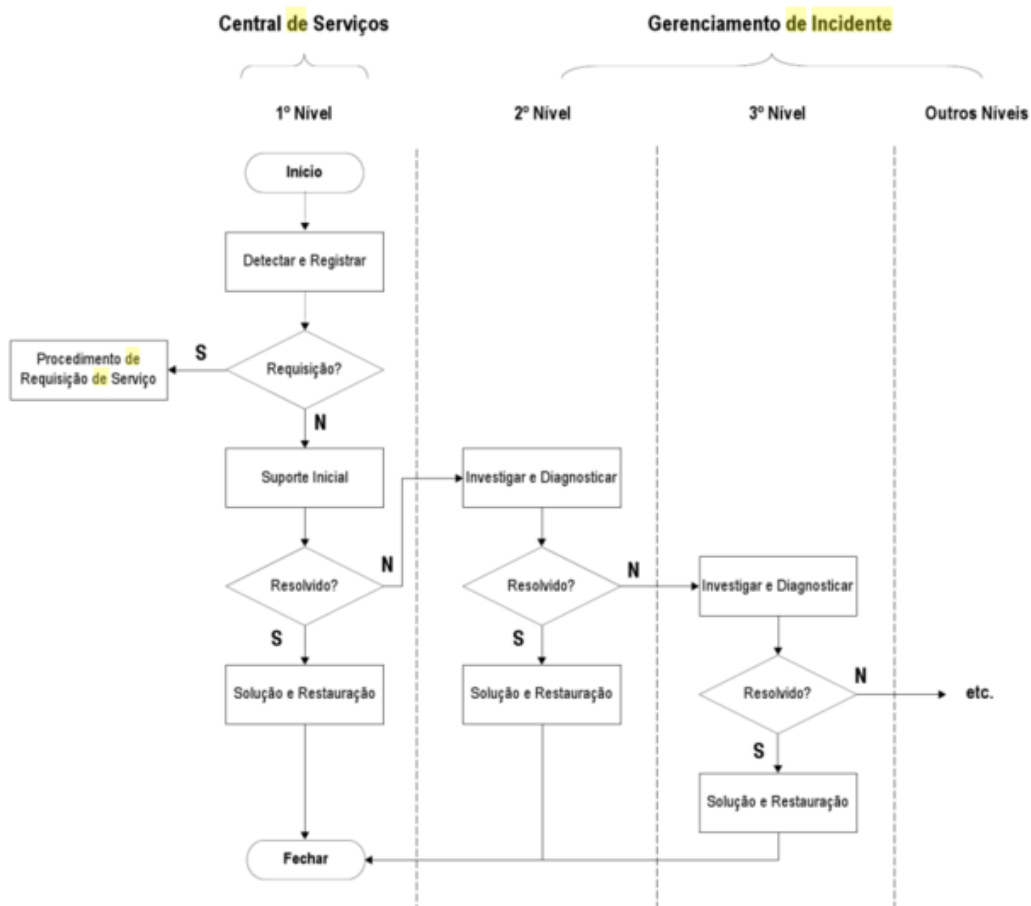 Central de Serviços
Gerenciamento de Incidente
1º Nível
2º Nível
3º Nível
Outros Níveis
Início
Detectar e Registrar
Requisição?
S
Procedimento de
Requisição de Serviço
N
Suporte Inicial
Investigar e Diagnosticar
Resolvido?
N
Resolvido?
N
Investigar e Diagnosticar
S
S
Solução e Restauração
Solução e Restauração
Resolvido?
N
etc.
S
Solução e Restauração
Fechar